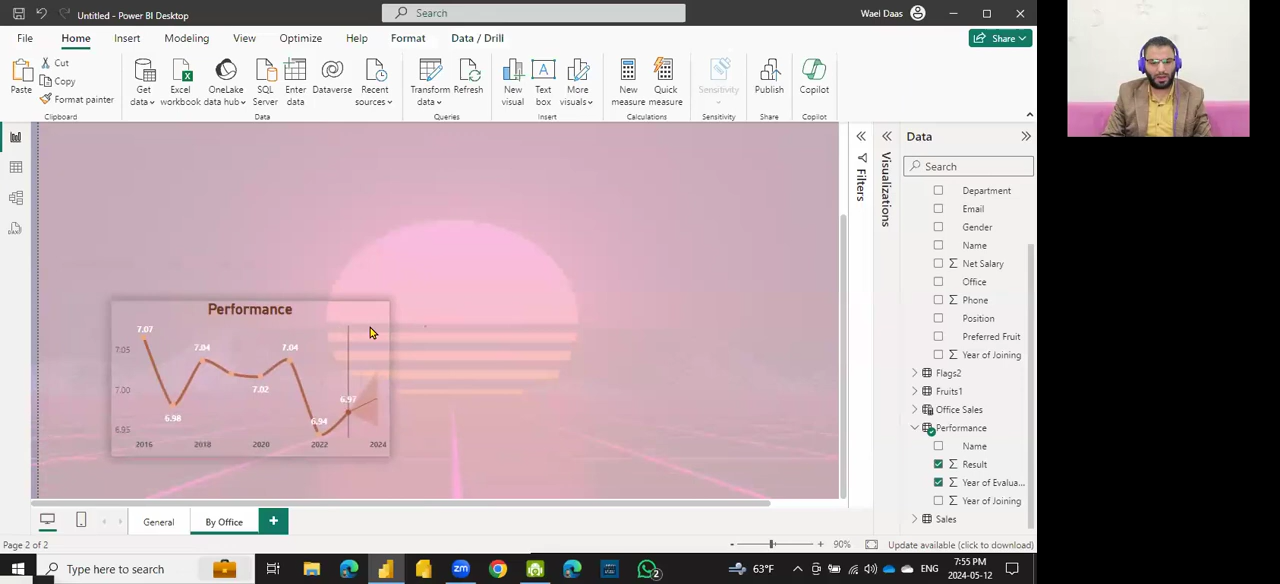 Untitled - Power BI Desktop
Search
Wael Daas
File
Home
Insert
Modeling
View
Optimize
Help
Format
Data / Drill
Share
Paste
Cut
Copy
Format painter
Clipboard
Get data
Excel workbook
OneLake data hub
SQL Server
Enter data
Dataverse
Recent sources
Data
Transform data
Refresh
Queries
New visual
Text box
More visuals
Insert
New measure
Quick measure
Calculations
Sensitivity
Sensitivity
Publish
Share
Copilot
Copilot
Performance
7.07
7.04
7.04
7.05
7.02
7.00
6.98
6.97
6.94
6.95
2016
2018
2020
2022
2024
Filters
Visualizations
Data
Search
Department
Email
Gender
Name
Net Salary
Office
Phone
Position
Preferred Fruit
Year of Joining
Flags2
Fruits1
Office Sales
Performance
Name
Result
Year of Evalua...
Year of Joining
Sales
General
By Office
Page 2 of 2
90%
Update available (click to download)
Type here to search
2
63°F
ENG
7:55 PM
2024-05-12